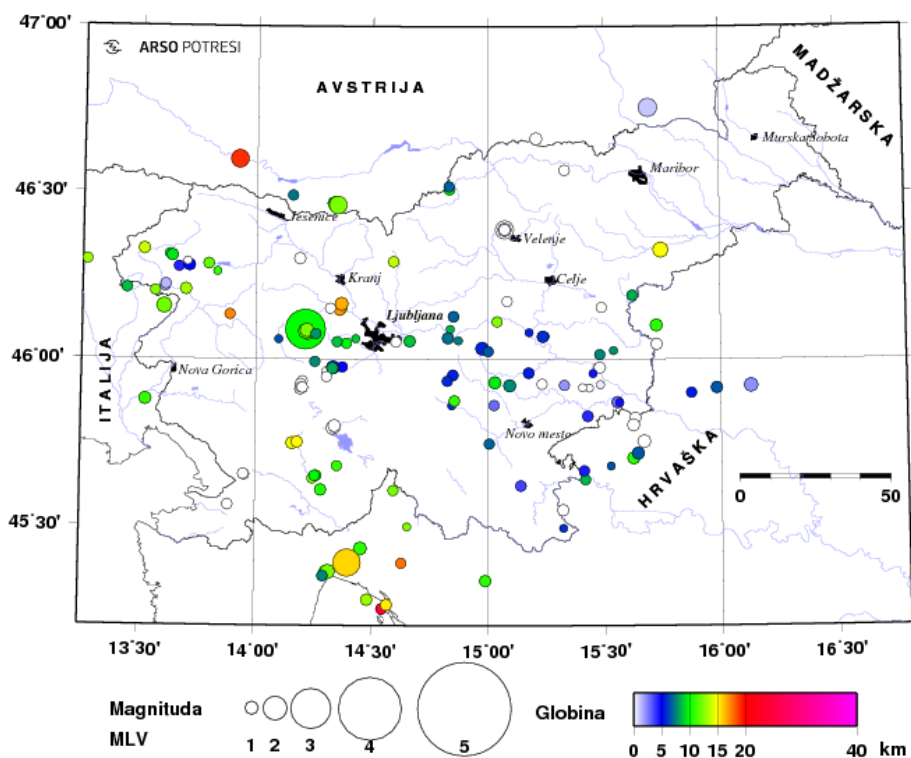 47°00'
ARSO POTRESI
AVSTRIJA
MADŽARSKA
Murska Sobota
46°30'
Maribor
Jesenice
Velenje
Kranj
Celje
Ljubljana
46°00'
ITALIJA
Nova Gorica
Novo mesto
HRVAŠKA
0 50
45°30'
13°30' 14°00' 14°30' 15°00' 15°30' 16°00' 16°30'
Magnituda
MLV
1 2 3 4 5
Globina
0 5 10 15 20 40 km